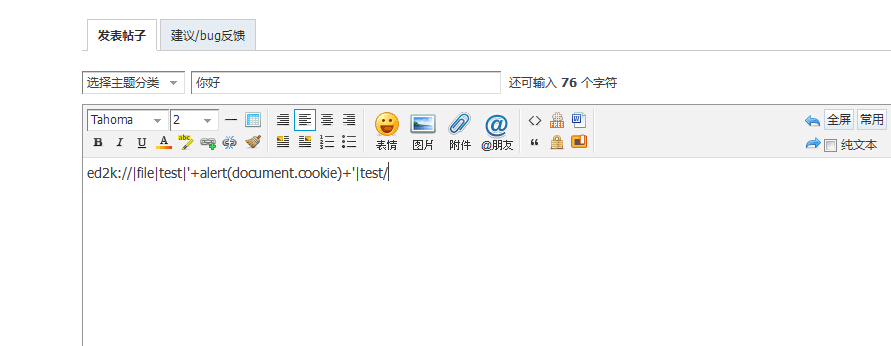 发表帖子 建议/bug反馈
选择主题分类 你好 还可输入 76 个字符
Tahoma 2 全屏 常用
B I U A abc 表情 图片 附件 @朋友 纯文本
ed2k://|file|test|'+alert(document.cookie)+'|test/